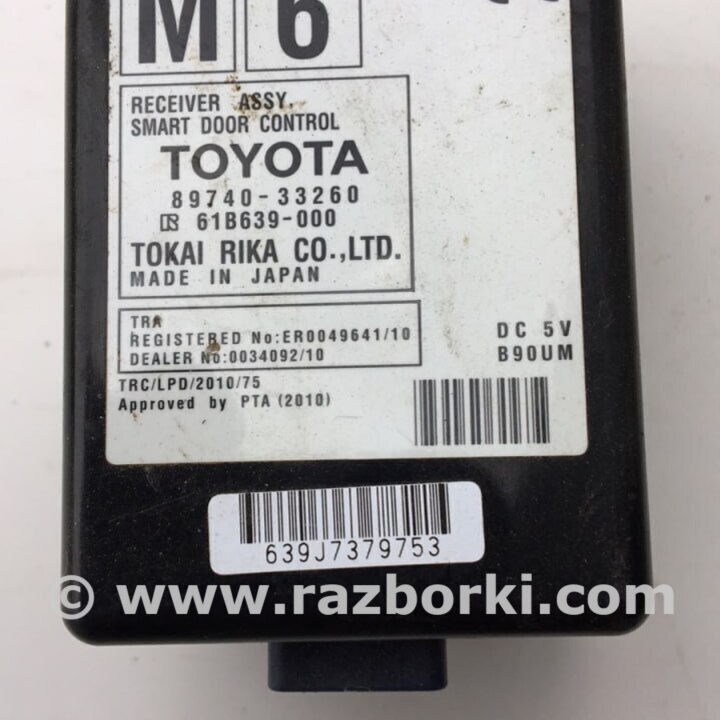 M 6
RECEIVER ASSY,
SMART DOOR CONTROL
TOYOTA
89740-33260
61B639-000
TOKAI RIKA CO.,LTD.
MADE IN JAPAN
TRA
REGISTERED No:ER0049641/10
DEALER No:0034092/10
DC 5V
B90UM
TRC/LPD/2010/75
Approved by PTA (2010)
639J7379753
© www.razborki.com